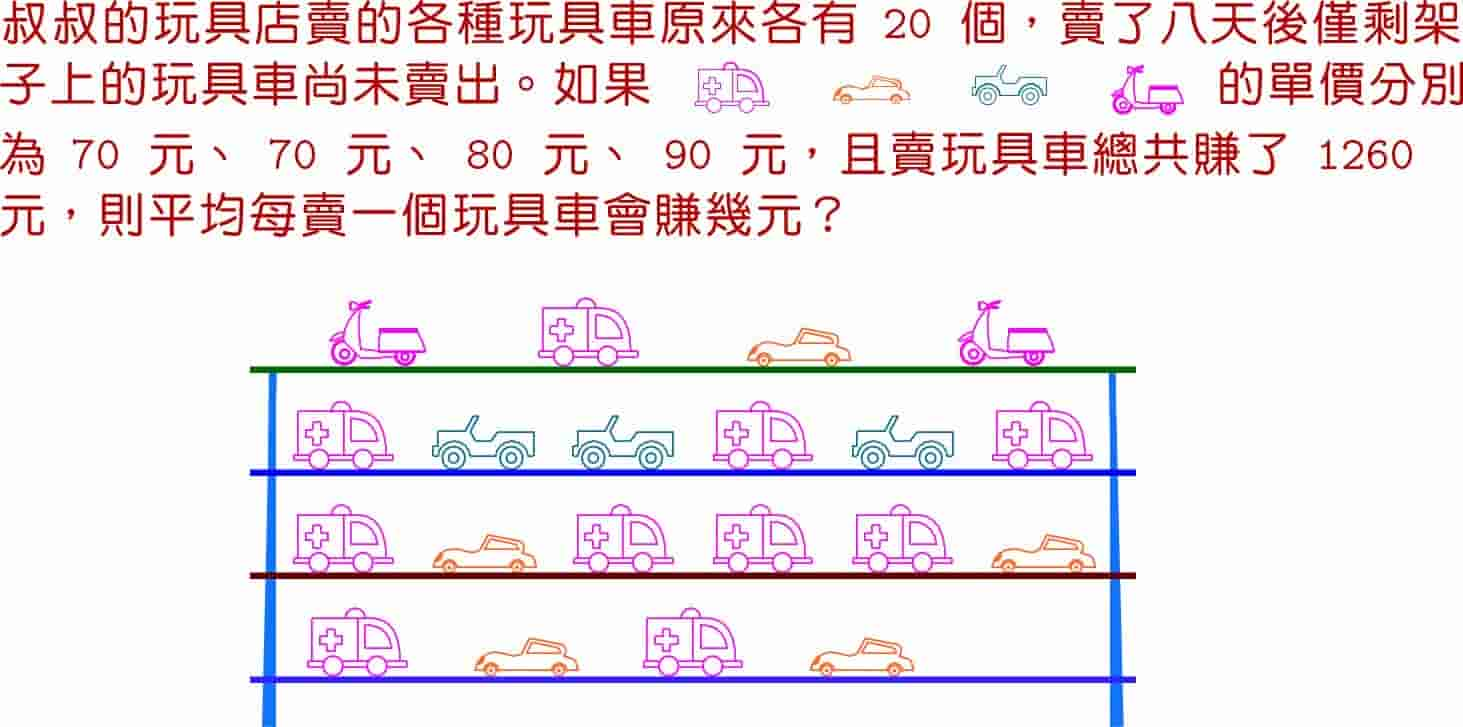 叔叔的玩具店賣的各種玩具車原來各有 20 個，賣了八天後僅剩架
子上的玩具車尚未賣出。如果 的單價分別
為 70 元、 70 元、 80 元、 90 元，且賣玩具車總共賺了 1260
元，則平均每賣一個玩具車會賺幾元？